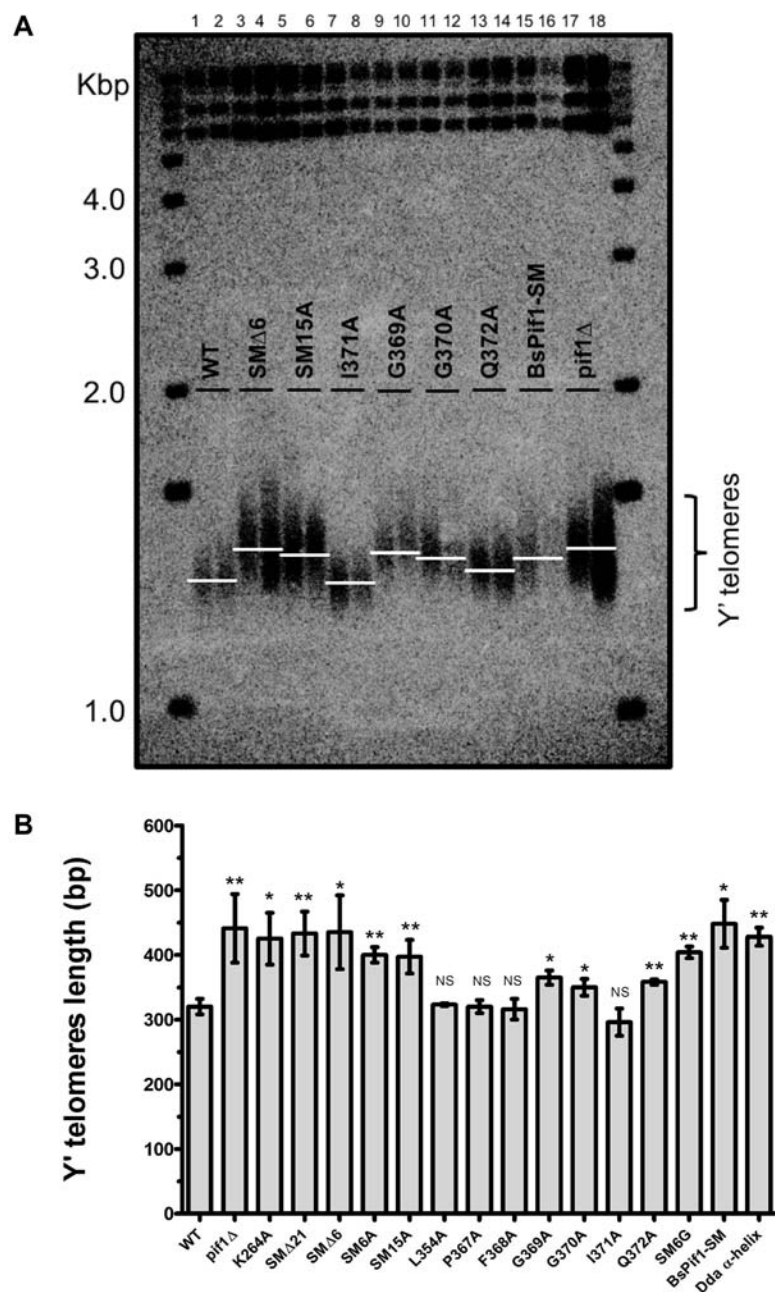 A
1 2 3 4 5 6 7 8 9 10 11 12 13 14 15 16 17 18
Kbp
4.0
3.0
2.0
1.0
WT
SMΔ6
SM15A
I371A
G369A
G370A
Q372A
BsPif1-SM
pif1Δ
Y' telomeres
B
Y' telomeres length (bp)
600
500
400
300
200
100
0
** * ** * ** ** NS NS NS * * NS ** ** * **
WT
pif1Δ
K264A
SMΔ21
SMΔ6
SM6A
SM15A
L354A
P367A
F368A
G369A
G370A
I371A
Q372A
SM6G
BsPif1-SM
Dda α-helix